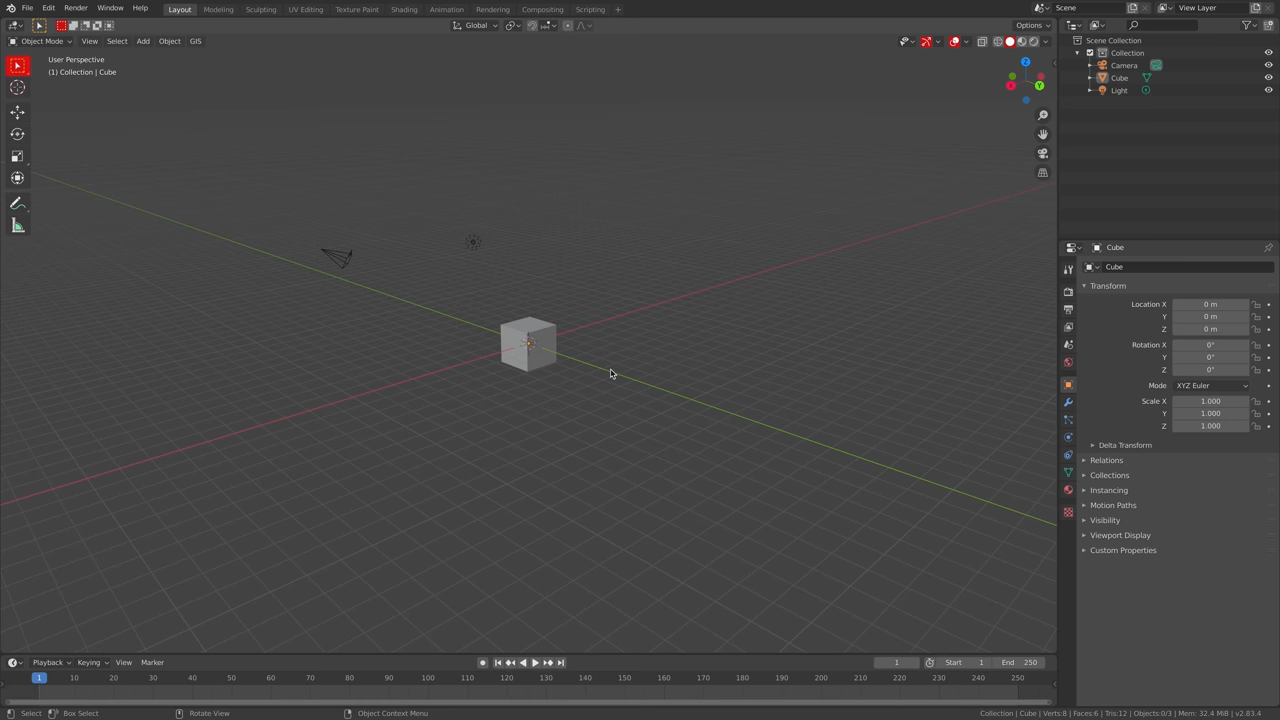 File Edit Render Window Help Layout Modeling Sculpting UV Editing Texture Paint Shading Animation Rendering Compositing Scripting + Scene View Layer
Global Options
Object Mode View Select Add Object GIS
User Perspective
(1) Collection | Cube
Z
X
Y
Scene Collection
Collection
Camera
Cube
Light
Cube
Cube
Transform
Location X 0 m
Y 0 m
Z 0 m
Rotation X 0°
Y 0°
Z 0°
Mode XYZ Euler
Scale X 1.000
Y 1.000
Z 1.000
Delta Transform
Relations
Collections
Instancing
Motion Paths
Visibility
Viewport Display
Custom Properties
Playback Keying View Marker 1 Start 1 End 250
1 10 20 30 40 50 60 70 80 90 100 110 120 130 140 150 160 170 180 190 200 210 220 230 240 250
Select Box Select Rotate View Object Context Menu Collection | Cube | Verts:8 | Faces:6 | Tris:12 | Objects:0/3 | Mem: 32.4 MiB | v2.83.4